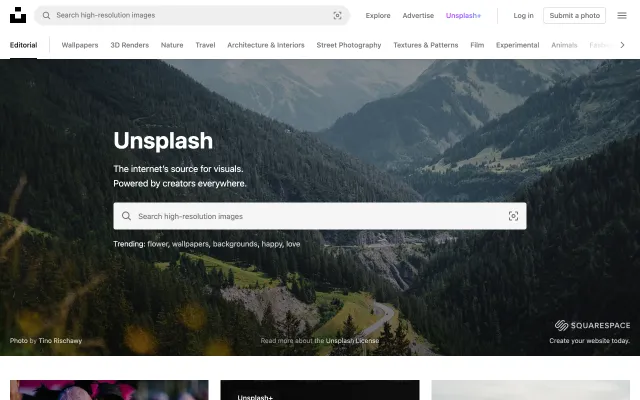 Search high-resolution images
Explore
Advertise
Unsplash+
Log in
Submit a photo
Editorial
Wallpapers
3D Renders
Nature
Travel
Architecture & Interiors
Street Photography
Textures & Patterns
Film
Experimental
Animals
Unsplash
The internet's source for visuals.
Powered by creators everywhere.
Search high-resolution images
Trending: flower, wallpapers, backgrounds, happy, love
SQUARESPACE
Photo by Tino Rischawy
Read more about the Unsplash License
Create your website today.
Unsplash+